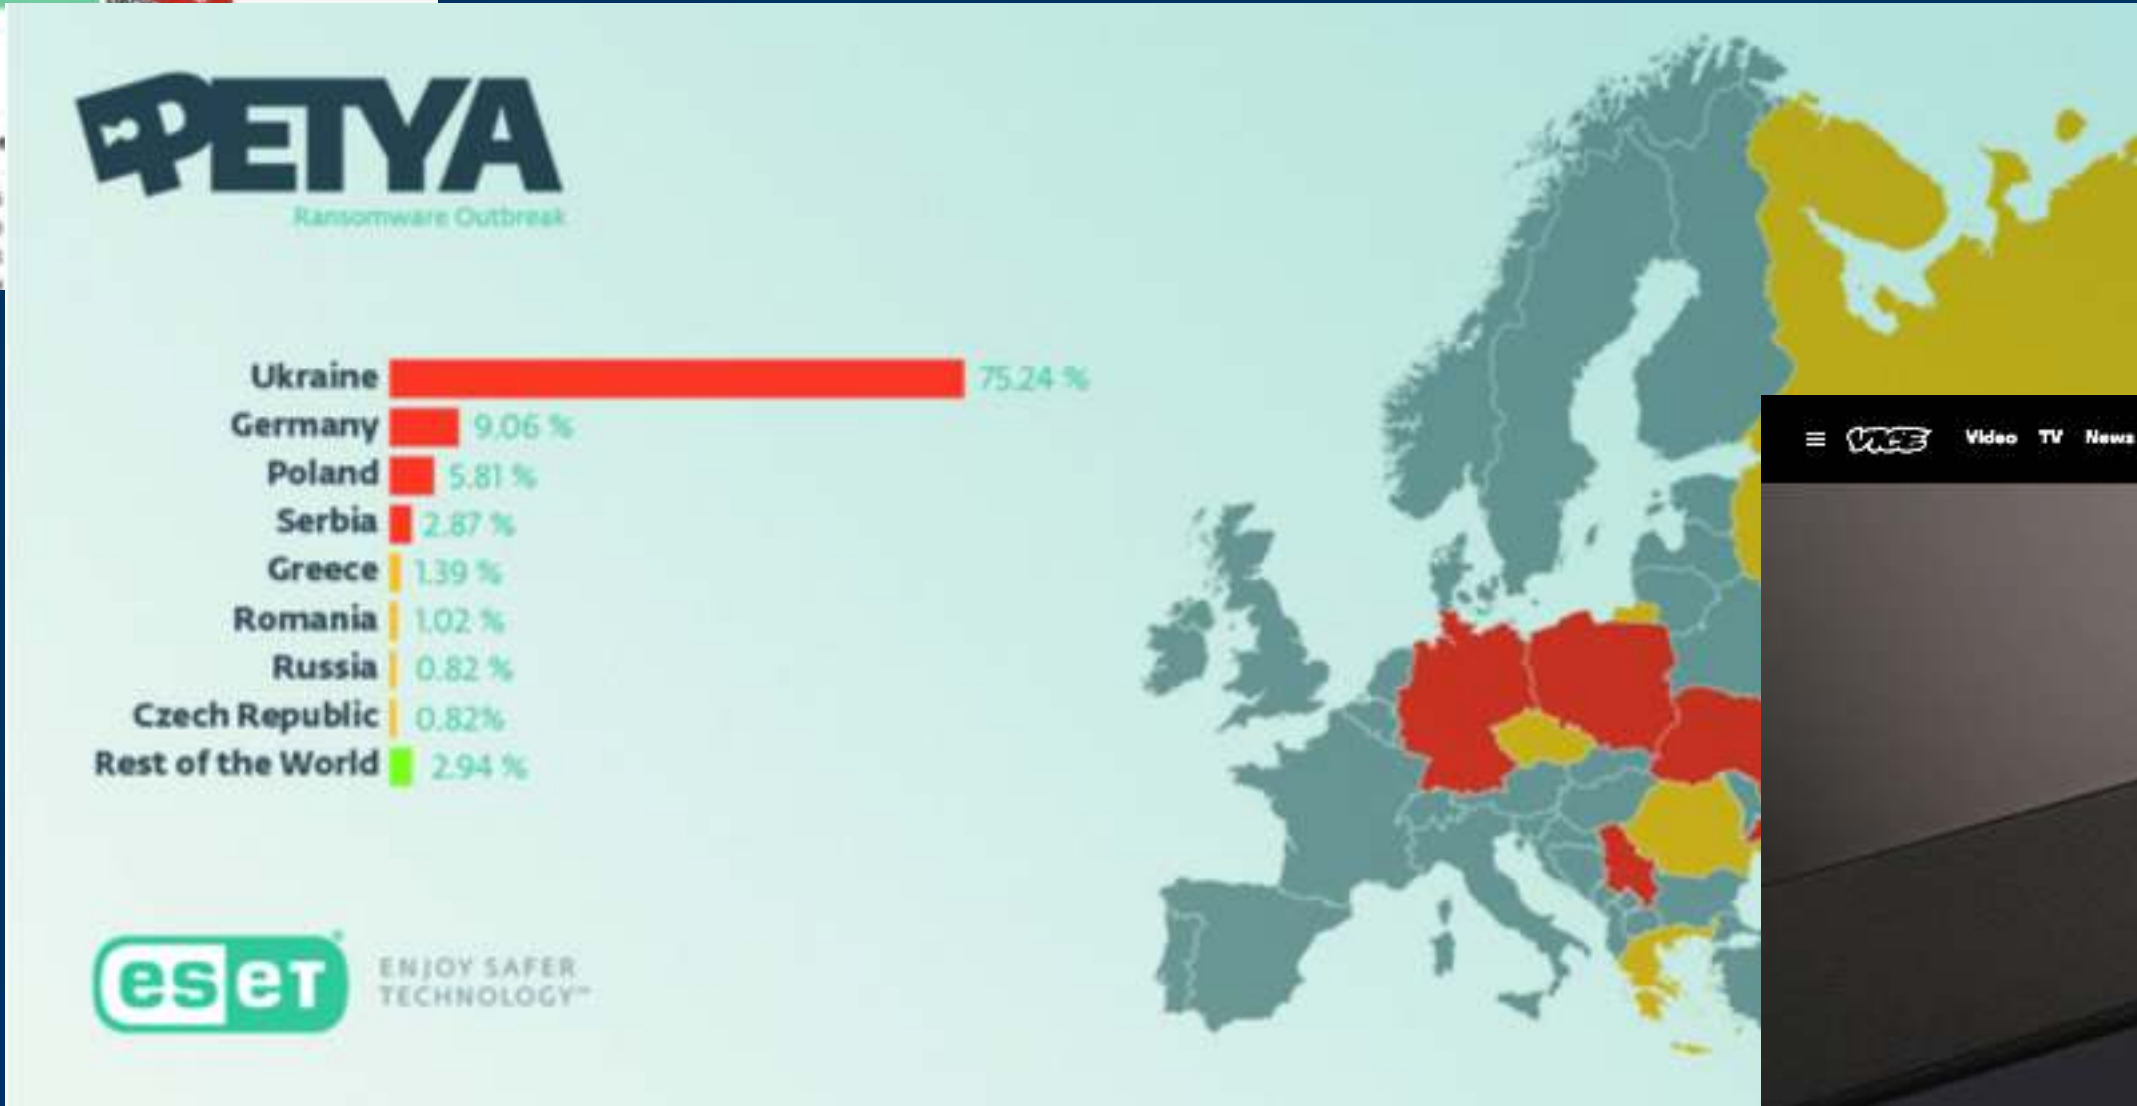 PETYA
Ransomware Outbreak
Ukraine 75.24 %
Germany 9.06 %
Poland 5.81 %
Serbia 2.87 %
Greece 1.39 %
Romania 1.02 %
Russia 0.82 %
Czech Republic 0.82%
Rest of the World 2.94 %
eseT®
ENJOY SAFER
TECHNOLOGY™
VICE Video TV News